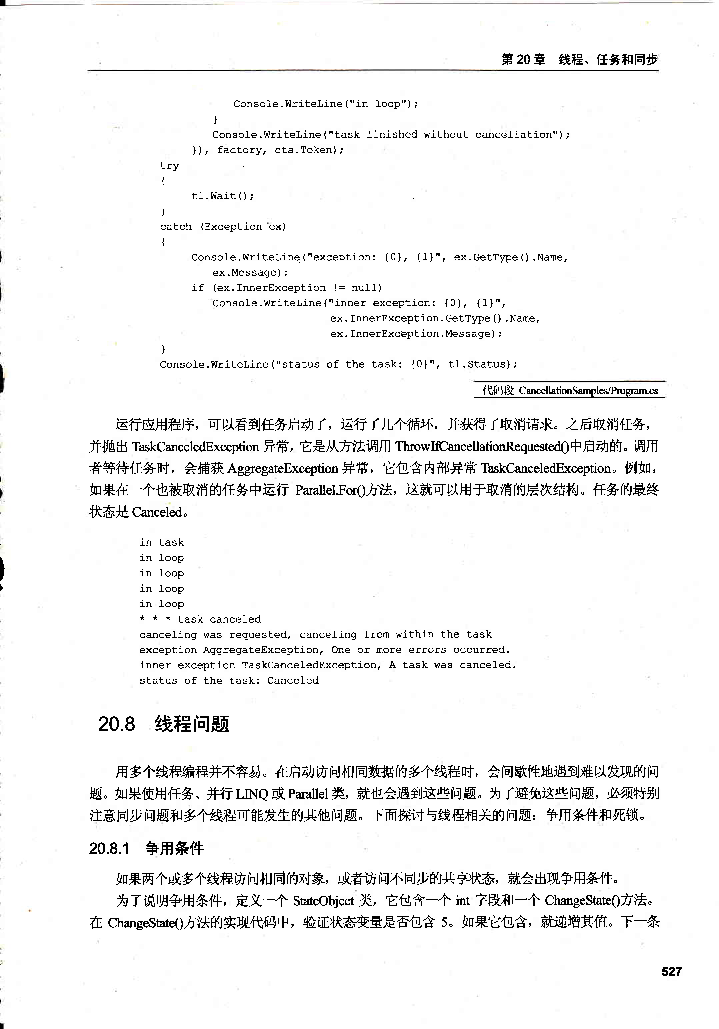 第 20 章 线程、任务和同步
Console.WriteLine("in loop");
}
Console.WriteLine("task finished without cancellation");
}), factory, cts.Token);
try
{
t1.Wait();
}
catch (Exception ex)
{
Console.WriteLine("exception: {0}, {1}", ex.GetType().Name,
ex.Message);
if (ex.InnerException != null)
Console.WriteLine("inner exception: {0}, {1}",
ex.InnerException.GetType().Name,
ex.InnerException.Message);
}
Console.WriteLine("status of the task: {0}", t1.Status);
代码段 CancellationSamples/Program.cs
运行应用程序，可以看到任务启动了，运行了几个循环，并获得了取消请求。之后取消任务，
并抛出 TaskCanceledException 异常，它是从方法调用 ThrowIfCancellationRequested()中启动的。调用
者等待任务时，会捕获 AggregateException 异常，它包含内部异常 TaskCanceledException。例如，
如果在一个也被取消的任务中运行 Parallel.For()方法，这就可以用于取消的层次结构。任务的最终
状态是 Canceled。
in task
in loop
in loop
in loop
in loop
* * * task canceled
canceling was requested, canceling from within the task
exception AggregateException, One or more errors occurred.
inner exception TaskCanceledException, A task was canceled.
status of the task: Canceled
20.8 线程问题
用多个线程编程并不容易。在启动访问相同数据的多个线程时，会间歇性地遇到难以发现的问
题。如果使用任务、并行 LINQ 或 Parallel 类，就也会遇到这些问题。为了避免这些问题，必须特别
注意同步问题和多个线程可能发生的其他问题。下面探讨与线程相关的问题：争用条件和死锁。
20.8.1 争用条件
如果两个或多个线程访问相同的对象，或者访问不同步的共享状态，就会出现争用条件。
为了说明争用条件，定义一个 StateObject 类，它包含一个 int 字段和一个 ChangeState()方法。
在 ChangeState()方法的实现代码中，验证状态变量是否包含 5。如果它包含，就递增其值。下一条
527